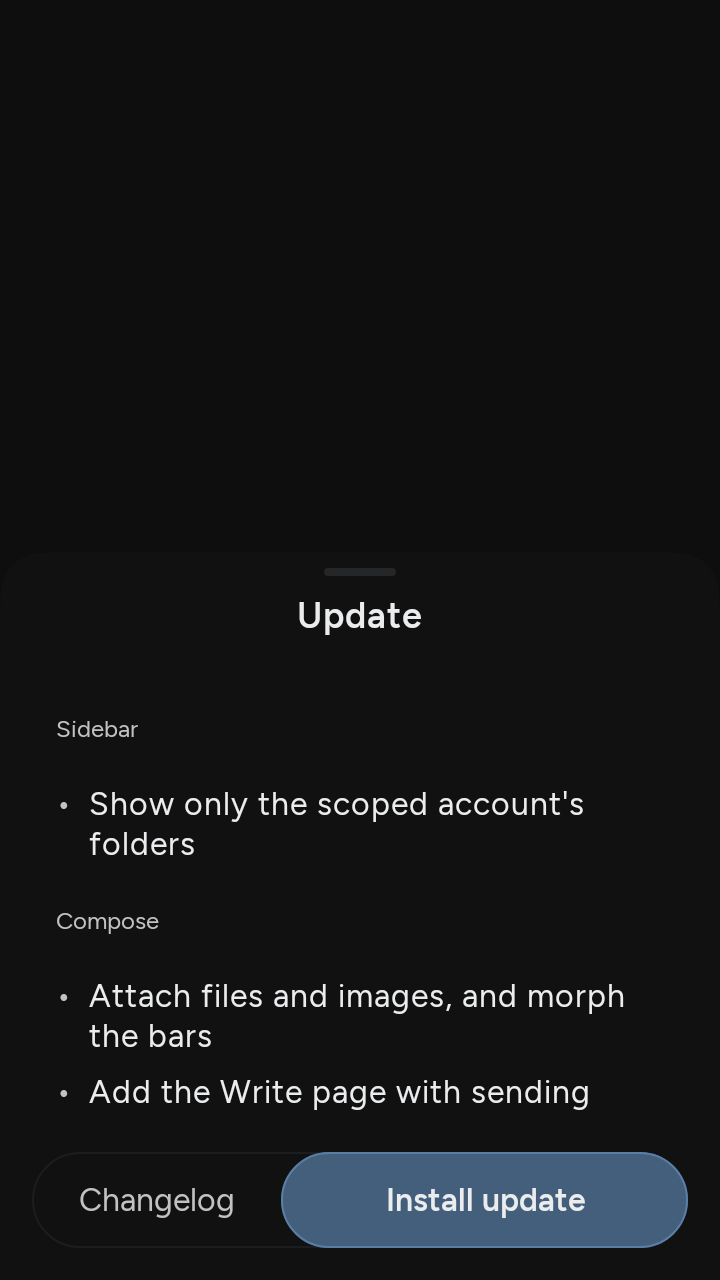 Update
Sidebar
• Show only the scoped account's
folders
Compose
• Attach files and images, and morph
the bars
• Add the Write page with sending
Changelog
Install update